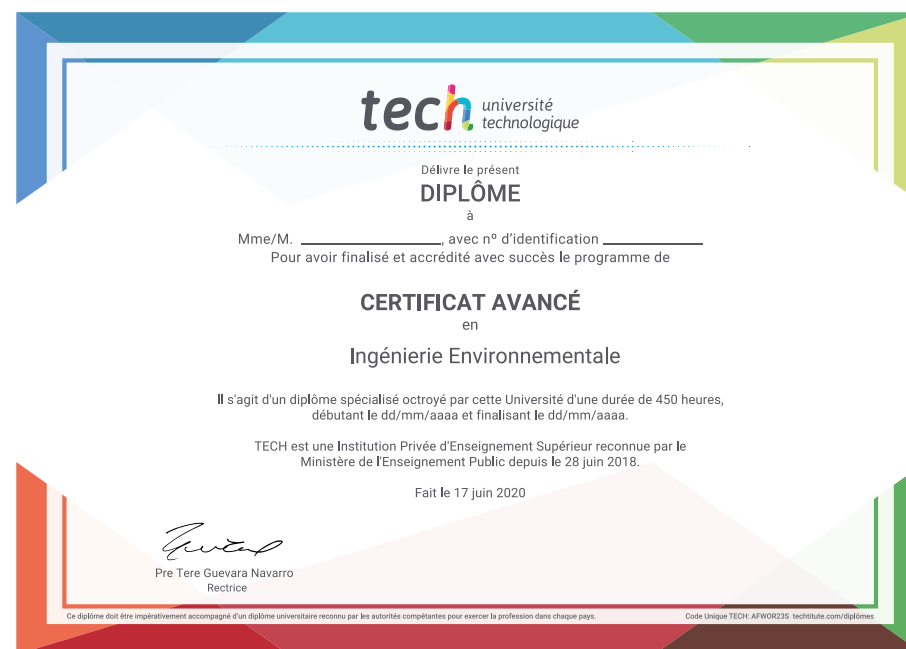 tech université
technologique
Délivre le présent
DIPLÔME
à
Mme/M. ____________________, avec nº d'identification ______________
Pour avoir finalisé et accrédité avec succès le programme de
CERTIFICAT AVANCÉ
en
Ingénierie Environnementale
Il s'agit d'un diplôme spécialisé octroyé par cette Université d'une durée de 450 heures,
débutant le dd/mm/aaaa et finalisant le dd/mm/aaaa.
TECH est une Institution Privée d'Enseignement Supérieur reconnue par le
Ministère de l'Enseignement Public depuis le 28 juin 2018.
Fait le 17 juin 2020
Pre Tere Guevara Navarro
Rectrice
Ce diplôme doit être impérativement accompagné d'un diplôme universitaire reconnu par les autorités compétantes pour exercer la profession dans chaque pays.
Code Unique TECH: AFWOR23S techtitute.com/diplômes